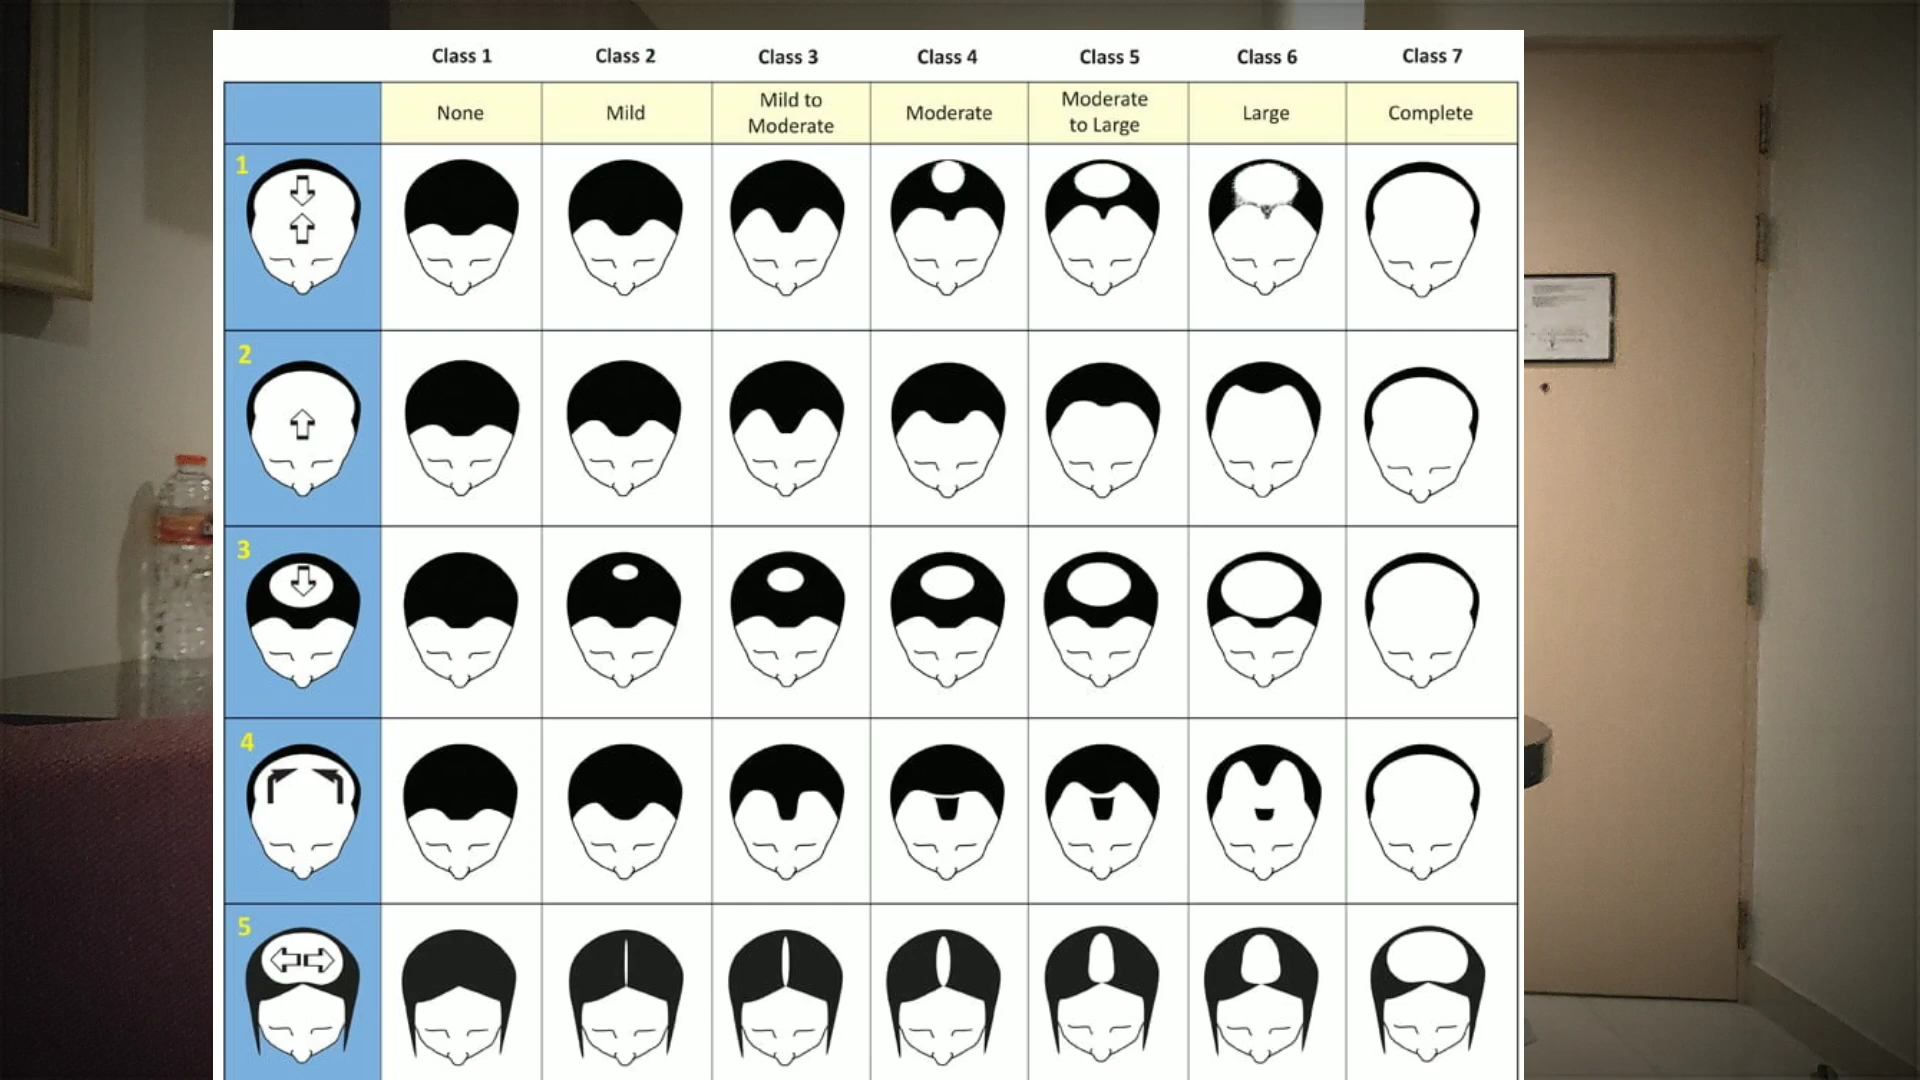 Class 1
Class 2
Class 3
Class 4
Class 5
Class 6
Class 7
None
Mild
Mild to
Moderate
Moderate
Moderate
to Large
Large
Complete
1
2
3
4
5